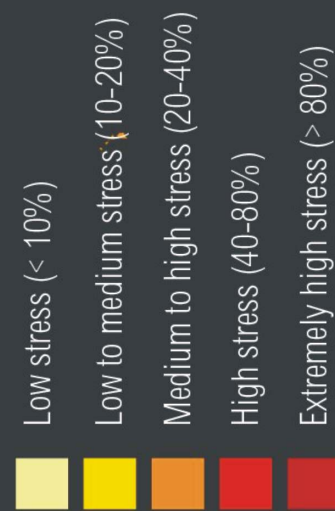 Low stress (< 10%)
Low to medium stress (10-20%)
Medium to high stress (20-40%)
High stress (40-80%)
Extremely high stress (> 80%)